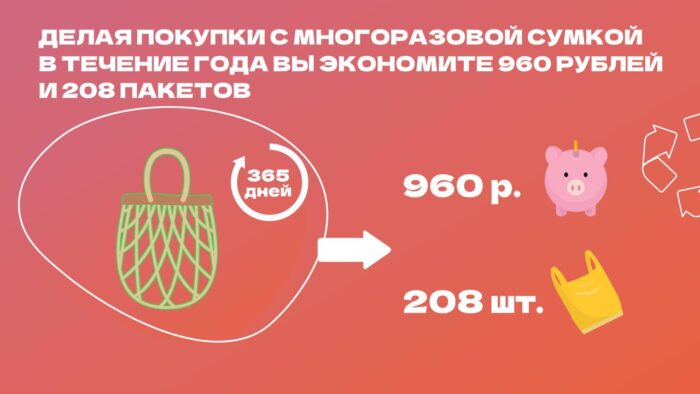 ДЕЛАЯ ПОКУПКИ С МНОГОРАЗОВОЙ СУМКОЙ
В ТЕЧЕНИЕ ГОДА ВЫ ЭКОНОМИТЕ 960 РУБЛЕЙ
И 208 ПАКЕТОВ
365
дней
960 р.
208 шт.